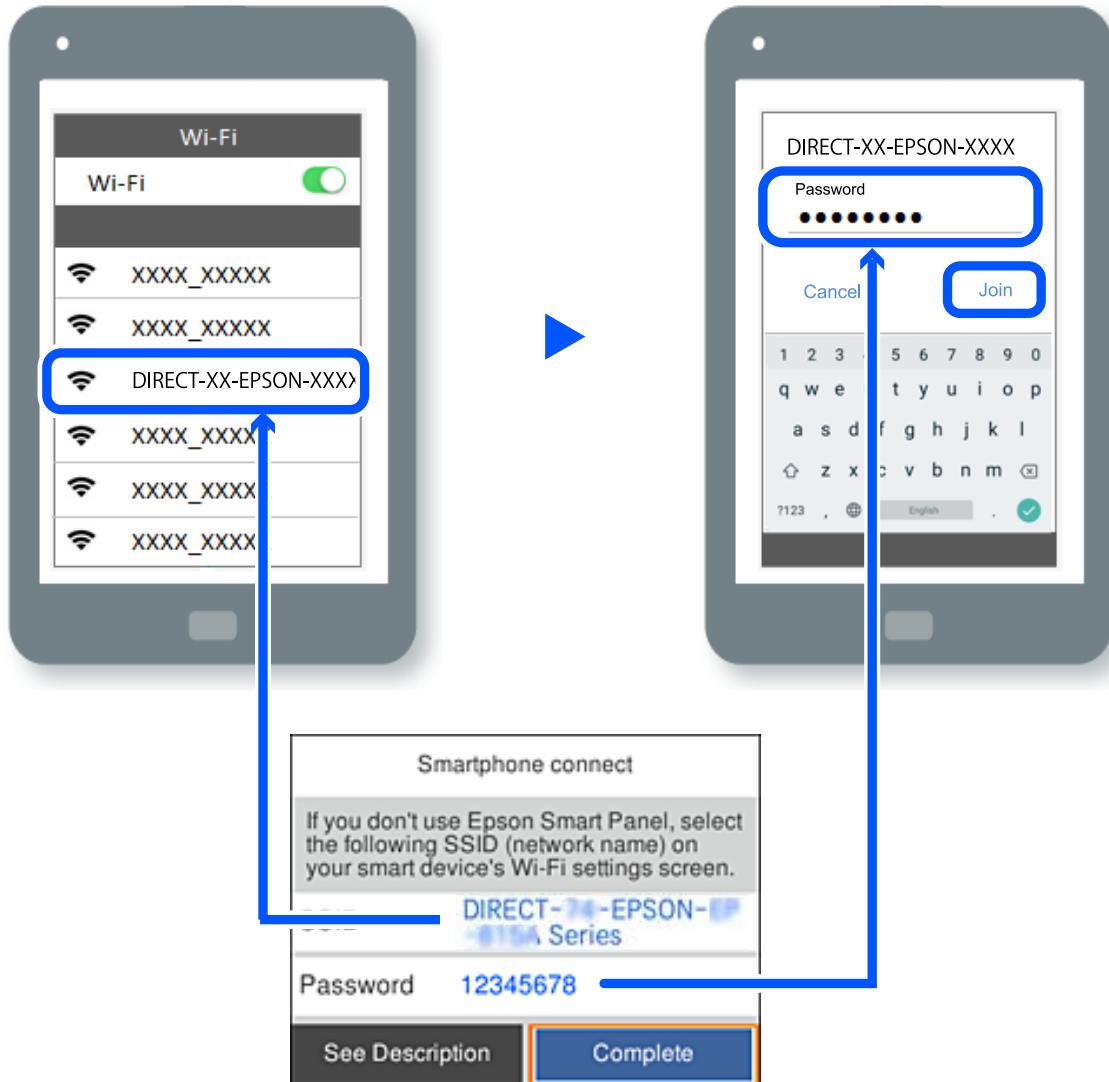 Wi-Fi
Wi-Fi
XXXX_XXXXX
XXXX_XXXXX
DIRECT-XX-EPSON-XXXX
XXXX_XXXX
XXXX_XXXX
XXXX_XXXX
DIRECT-XX-EPSON-XXXX
Password
••••••••
Cancel
Join
1 2 3 5 6 7 8 9 0
q w e t y u i o p
a s d f g h j k l
z x c v b n m
?123 , English .
Smartphone connect
If you don't use Epson Smart Panel, select
the following SSID (network name) on
your smart device's Wi-Fi settings screen.
DIRECT- -EPSON-
Series
Password 12345678
See Description
Complete